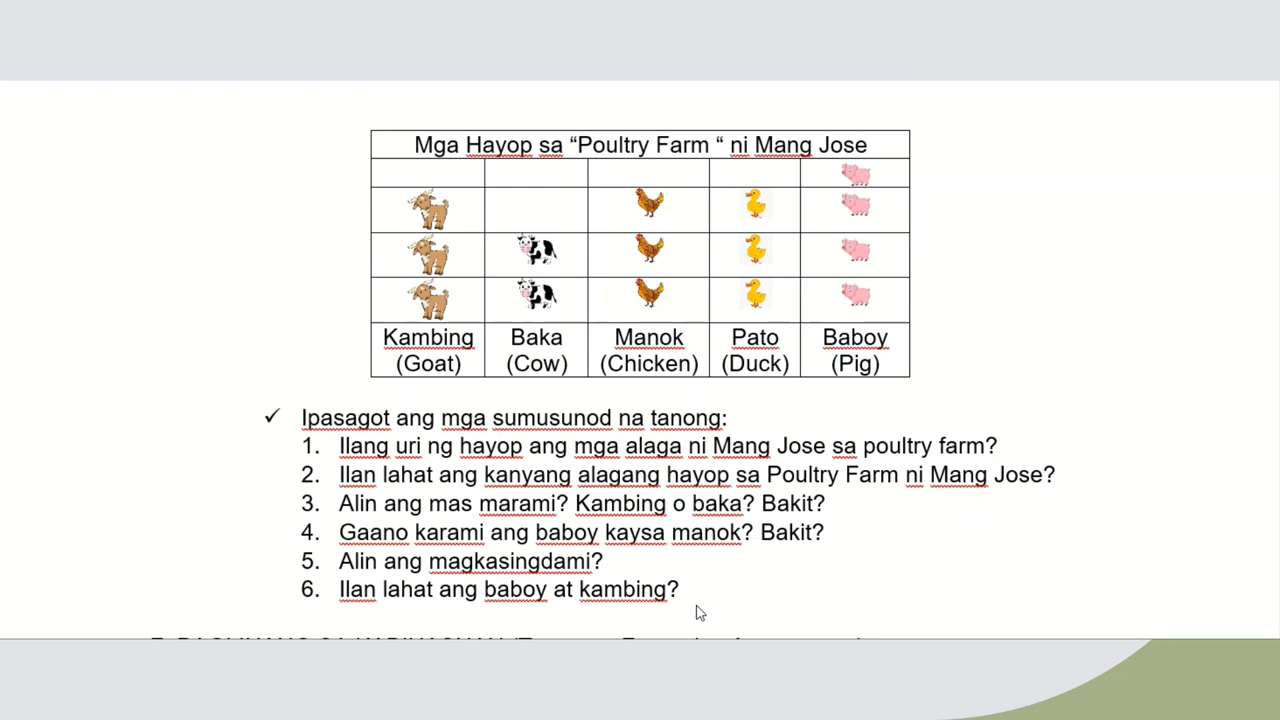 Mga Hayop sa “Poultry Farm “ ni Mang Jose
Kambing (Goat)
Baka (Cow)
Manok (Chicken)
Pato (Duck)
Baboy (Pig)
✓ Ipasagot ang mga sumusunod na tanong:
1. Ilang uri ng hayop ang mga alaga ni Mang Jose sa poultry farm?
2. Ilan lahat ang kanyang alagang hayop sa Poultry Farm ni Mang Jose?
3. Alin ang mas marami? Kambing o baka? Bakit?
4. Gaano karami ang baboy kaysa manok? Bakit?
5. Alin ang magkasingdami?
6. Ilan lahat ang baboy at kambing?